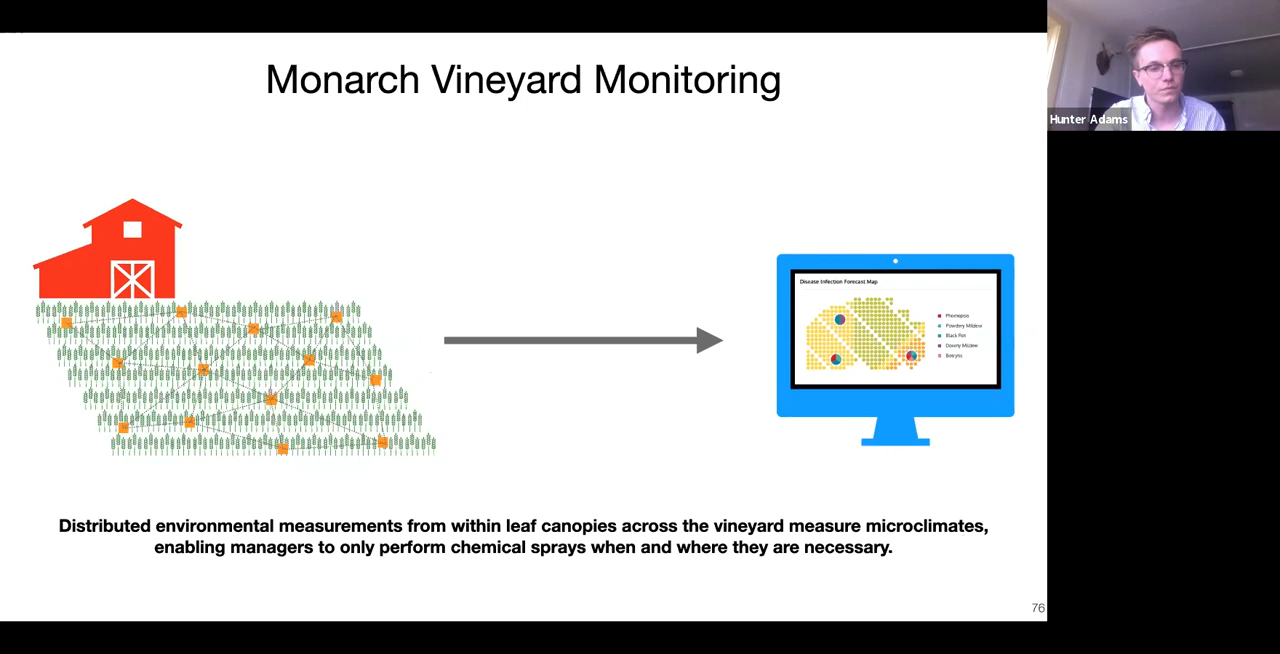 Monarch Vineyard Monitoring
Hunter Adams
Disease Infection Forecast Map
Phomopsis
Powdery Mildew
Black Rot
Downy Mildew
Botrytis
Distributed environmental measurements from within leaf canopies across the vineyard measure microclimates,
enabling managers to only perform chemical sprays when and where they are necessary.
76